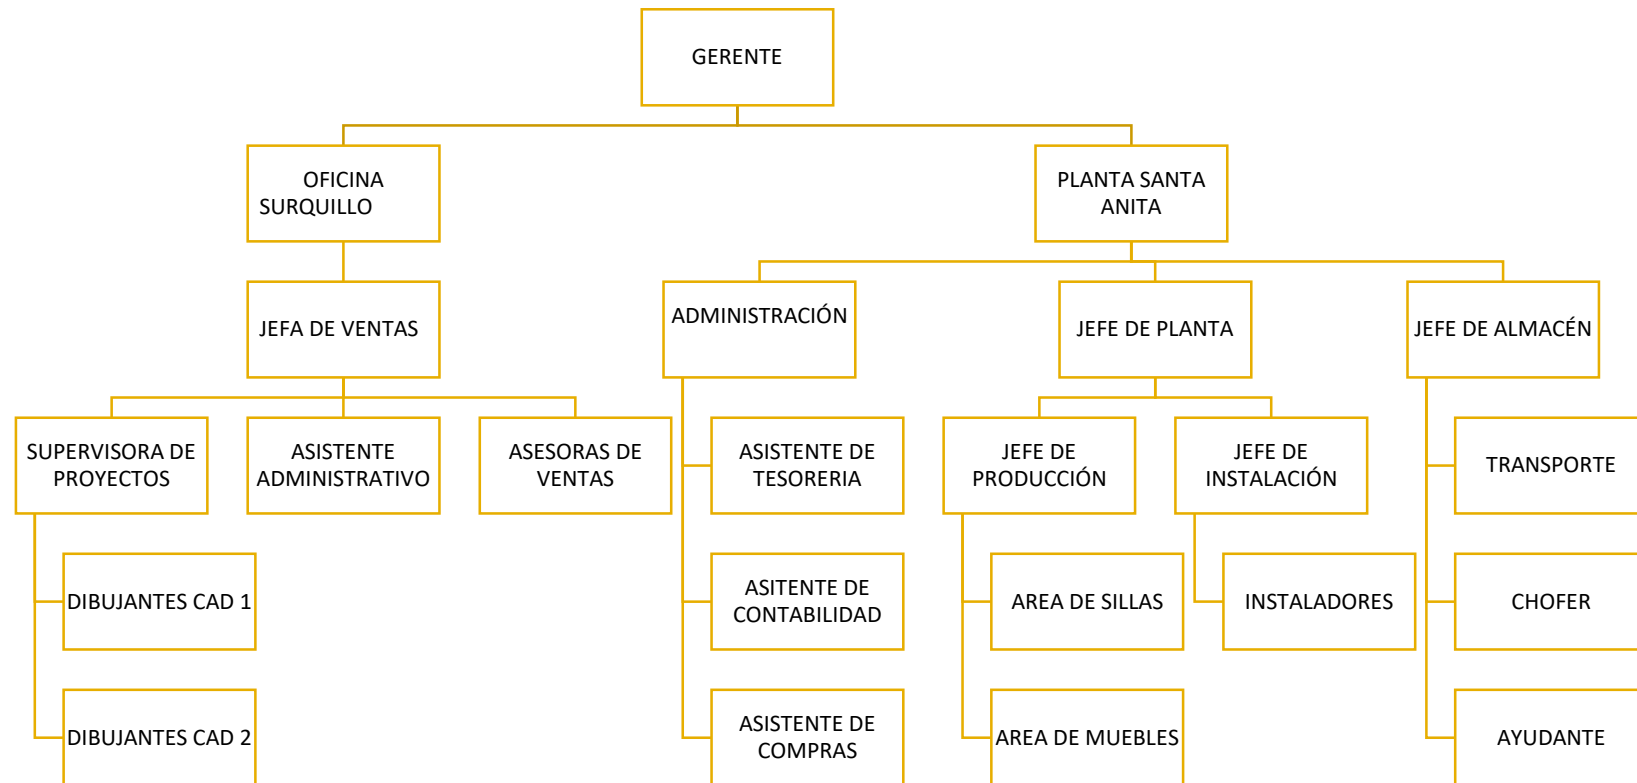 GERENTE
OFICINA
SURQUILLO
PLANTA SANTA
ANITA
JEFA DE VENTAS
ADMINISTRACIÓN
JEFE DE PLANTA
JEFE DE ALMACÉN
SUPERVISORA DE
PROYECTOS
ASISTENTE
ADMINISTRATIVO
ASESORAS DE
VENTAS
ASISTENTE DE
TESORERIA
JEFE DE
PRODUCCIÓN
JEFE DE
INSTALACIÓN
TRANSPORTE
DIBUJANTES CAD 1
ASITENTE DE
CONTABILIDAD
AREA DE SILLAS
INSTALADORES
CHOFER
DIBUJANTES CAD 2
ASISTENTE DE
COMPRAS
AREA DE MUEBLES
AYUDANTE